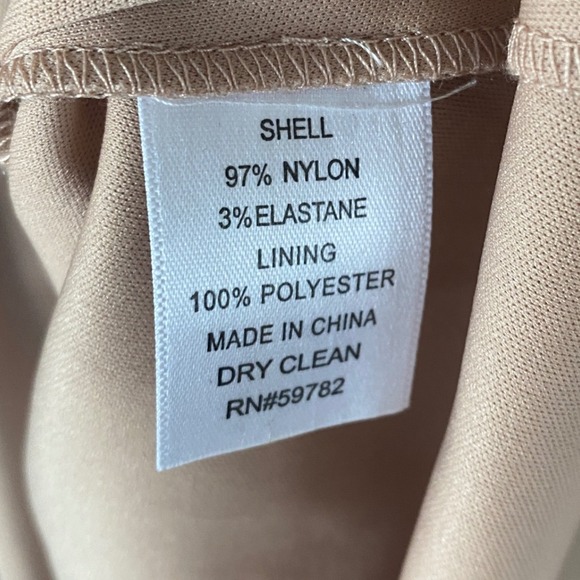 SHELL
97% NYLON
3% ELASTANE
LINING
100% POLYESTER
MADE IN CHINA
DRY CLEAN
RN#59782